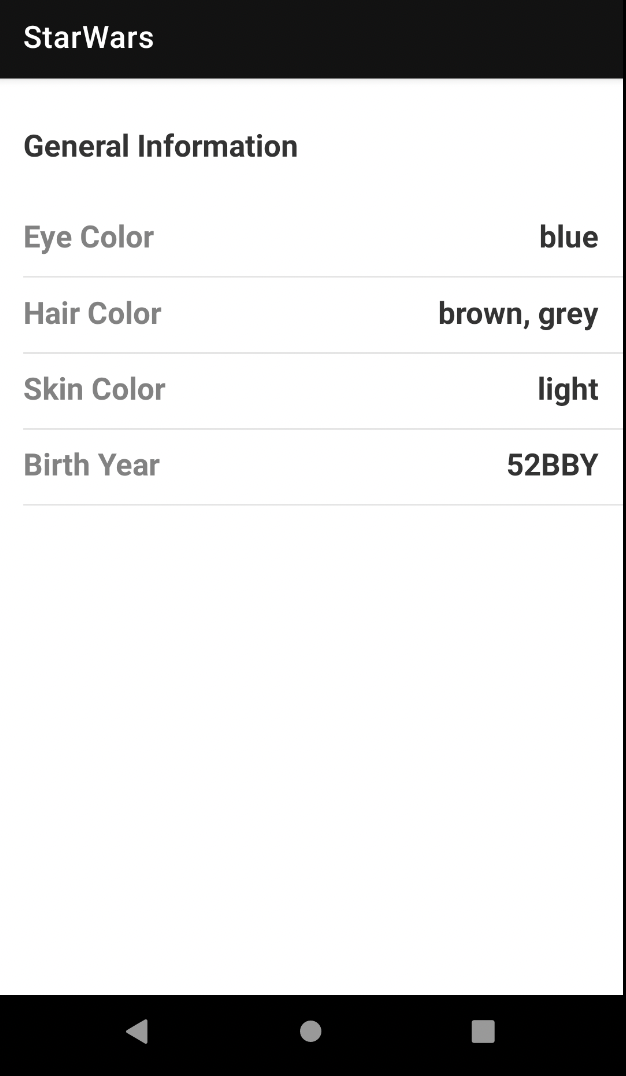 StarWars
General Information
Eye Color blue
Hair Color brown, grey
Skin Color light
Birth Year 52BBY